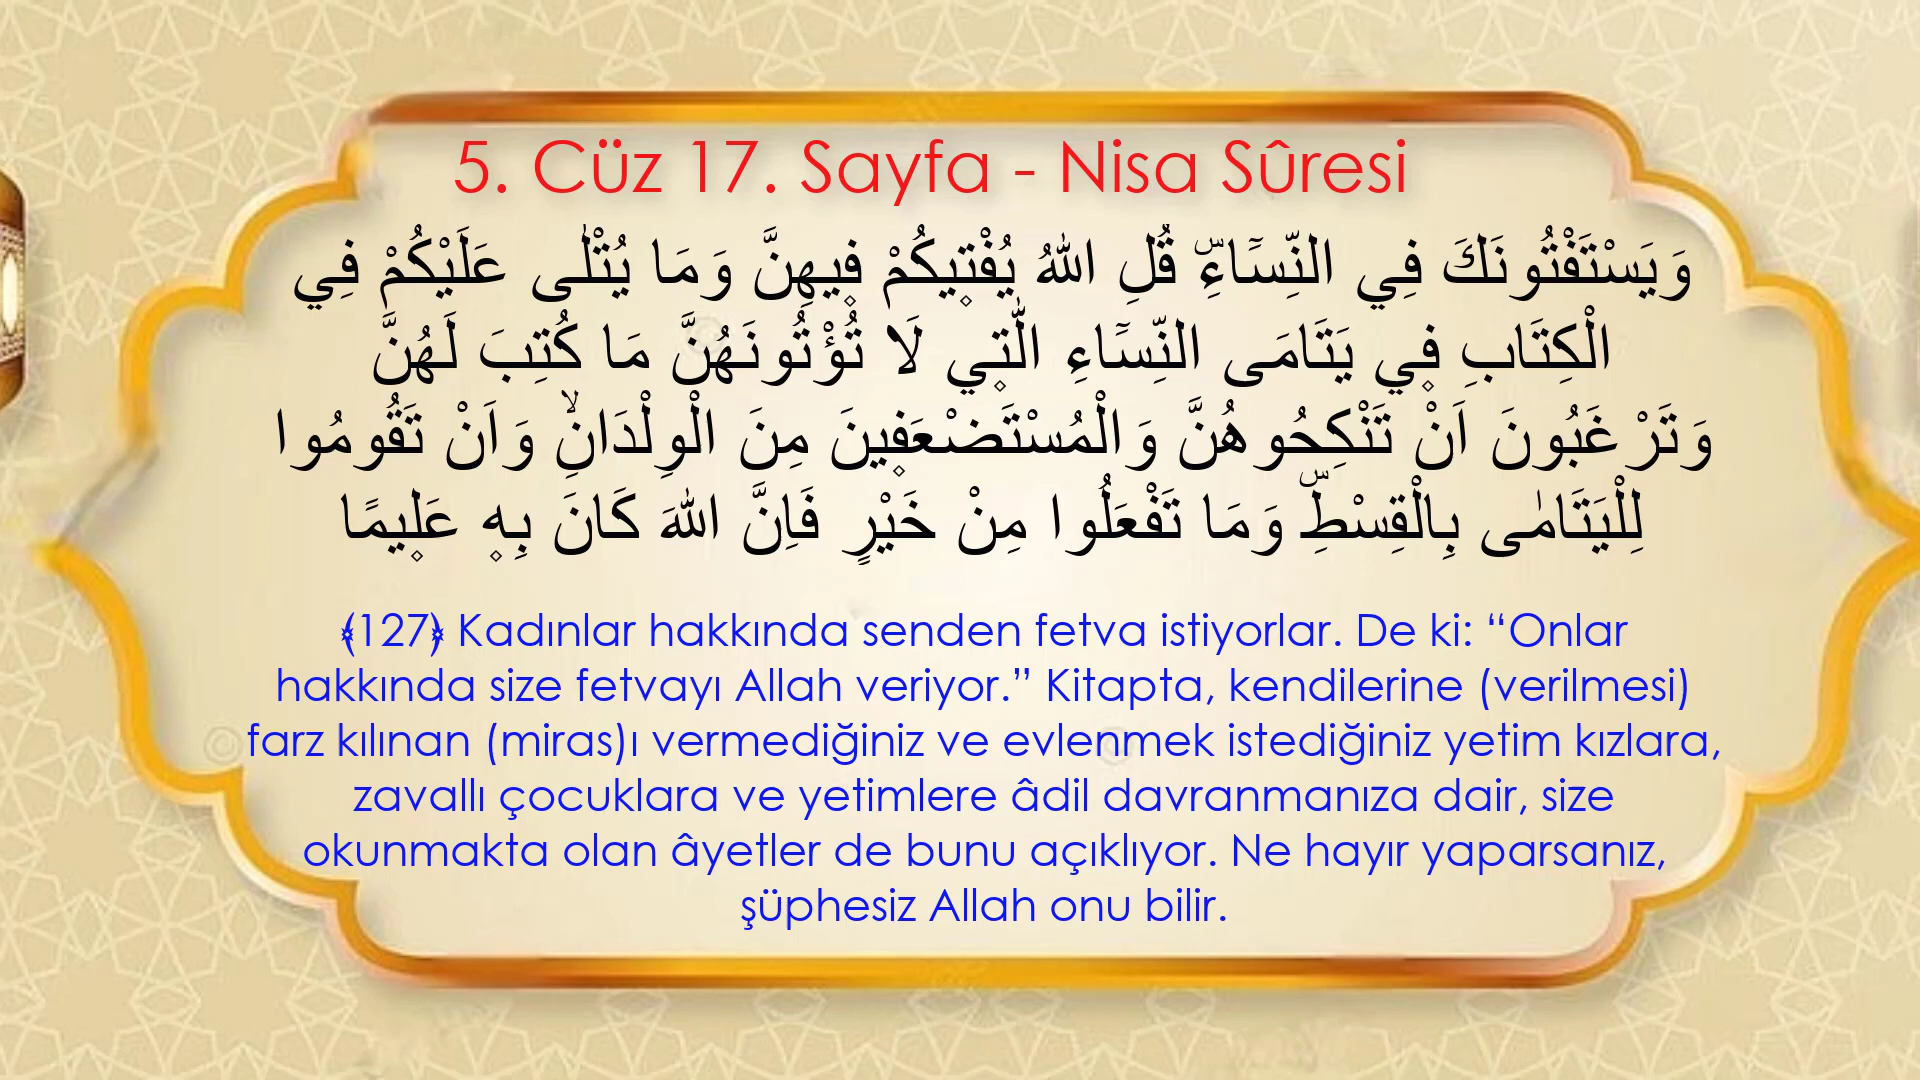 5. Cüz 17. Sayfa - Nisa Sûresi
وَيَسْتَفْتُونَكَ فِي النِّسَٓاءِۜ قُلِ اللهُ يُفْت۪يكُمْ ف۪يهِنَّ وَمَا يُتْلٰى عَلَيْكُمْ فِي
الْكِتَابِ ف۪ي يَتَامَى النِّسَٓاءِ الّٰت۪ي لَا تُؤْتُونَهُنَّ مَا كُتِبَ لَهُنَّ
وَتَرْغَبُونَ اَنْ تَنْكِحُوهُنَّ وَالْمُسْتَضْعَف۪ينَ مِنَ الْوِلْدَانِۙ وَاَنْ تَقُومُوا
لِلْيَتَامٰى بِالْقِسْطِۜ وَمَا تَفْعَلُوا مِنْ خَيْرٍ فَاِنَّ اللهَ كَانَ بِه۪ عَل۪يمًا
﴾127﴿ Kadınlar hakkında senden fetva istiyorlar. De ki: “Onlar
hakkında size fetvayı Allah veriyor.” Kitapta, kendilerine (verilmesi)
farz kılınan (miras)ı vermediğiniz ve evlenmek istediğiniz yetim kızlara,
zavallı çocuklara ve yetimlere âdil davranmanıza dair, size
okunmakta olan âyetler de bunu açıklıyor. Ne hayır yaparsanız,
şüphesiz Allah onu bilir.